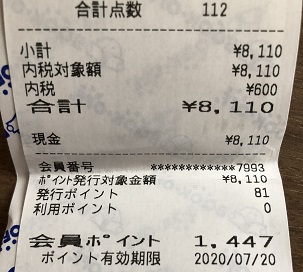 合計点数 112
小計 ¥8,110
内税対象額 ¥8,110
内税 ¥600
合計 ¥8,110
現金 ¥8,110
会員番号 ************7993
ﾎﾟｲﾝﾄ発行対象金額 ¥8,110
発行ポイント 81
利用ポイント 0
会員ﾎﾟｲﾝﾄ 1,447
ポイント有効期限 2020/07/20